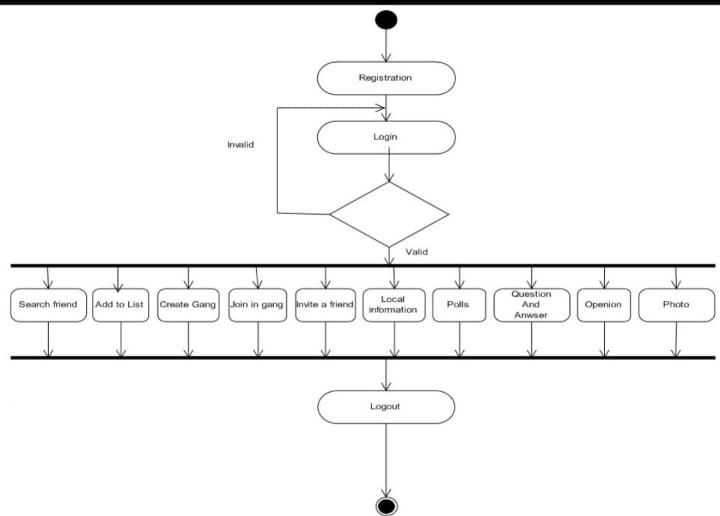 Registration
Login
Invalid
Valid
Search friend
Add to List
Create Gang
Join in gang
Invite a friend
Local
information
Polls
Question
And
Anwser
Openion
Photo
Logout